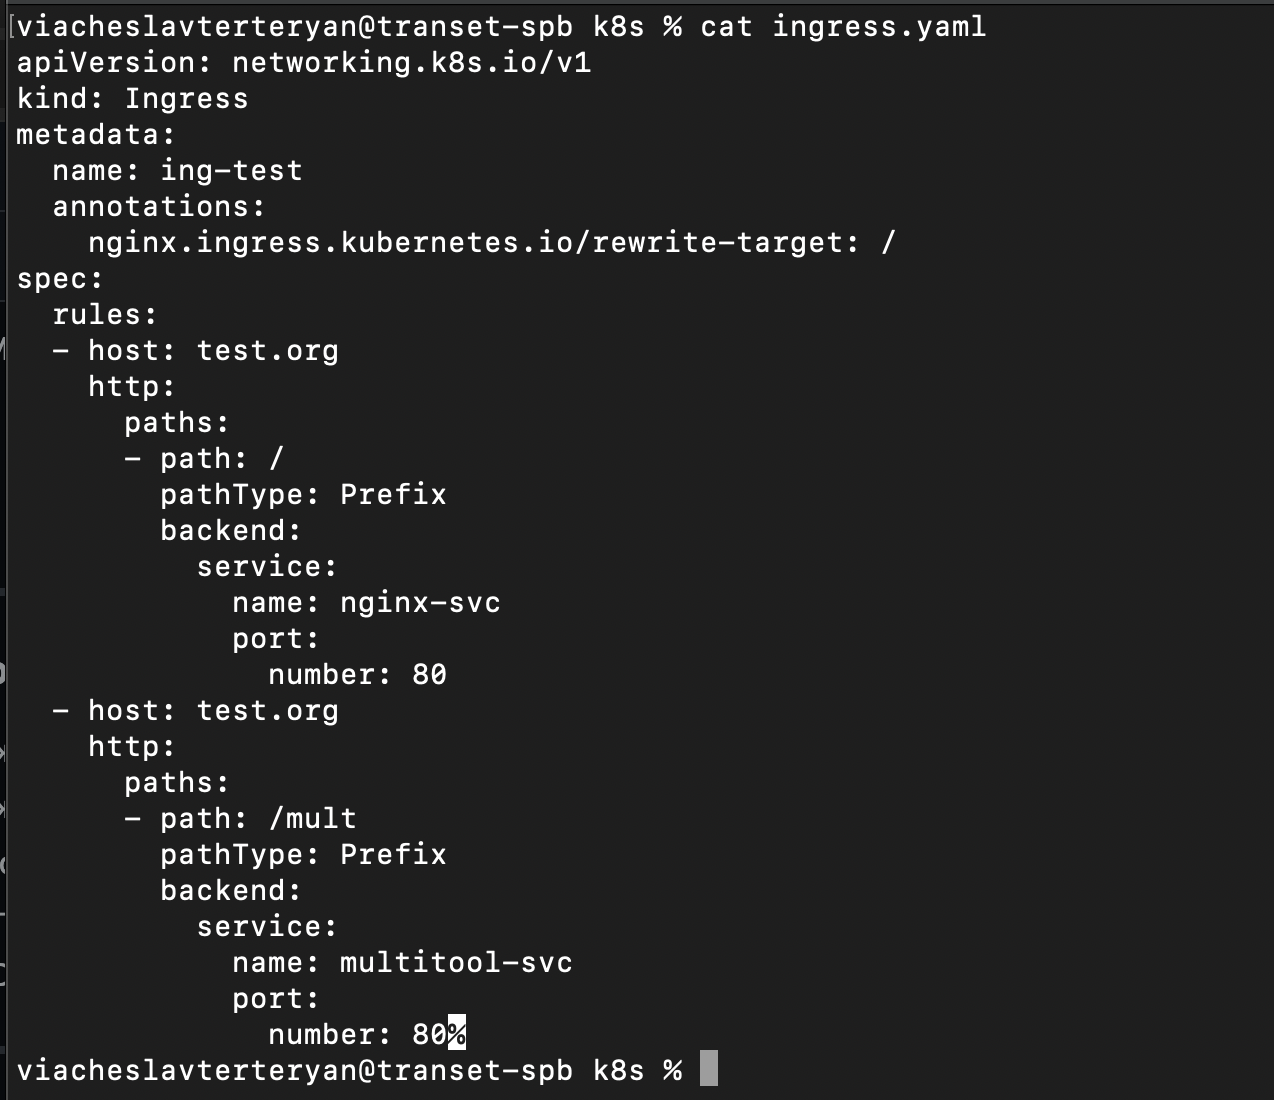 [viacheslavterteryan@transet-spb k8s % cat ingress.yaml
apiVersion: networking.k8s.io/v1
kind: Ingress
metadata:
  name: ing-test
  annotations:
    nginx.ingress.kubernetes.io/rewrite-target: /
spec:
  rules:
  - host: test.org
    http:
      paths:
      - path: /
        pathType: Prefix
        backend:
          service:
            name: nginx-svc
            port:
              number: 80
  - host: test.org
    http:
      paths:
      - path: /mult
        pathType: Prefix
        backend:
          service:
            name: multitool-svc
            port:
              number: 80%
viacheslavterteryan@transet-spb k8s %